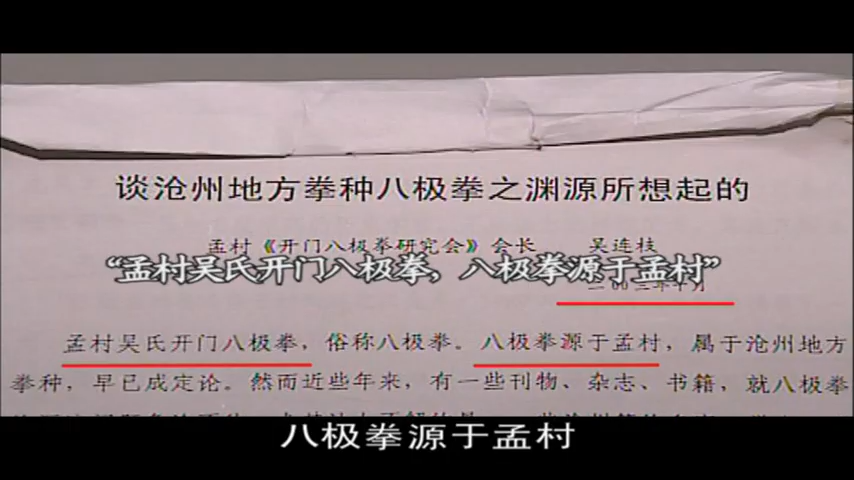 谈沧州地方拳种八极拳之渊源所想起的
孟村《开门八极拳研究会》会长 吴连枝
“孟村吴氏开门八极拳，八极拳源于孟村”
孟村吴氏开门八极拳，俗称八极拳。八极拳源于孟村，属于沧州地方
拳种，早已成定论。然而近些年来，有一些刊物、杂志、书籍，就八极拳
八极拳源于孟村